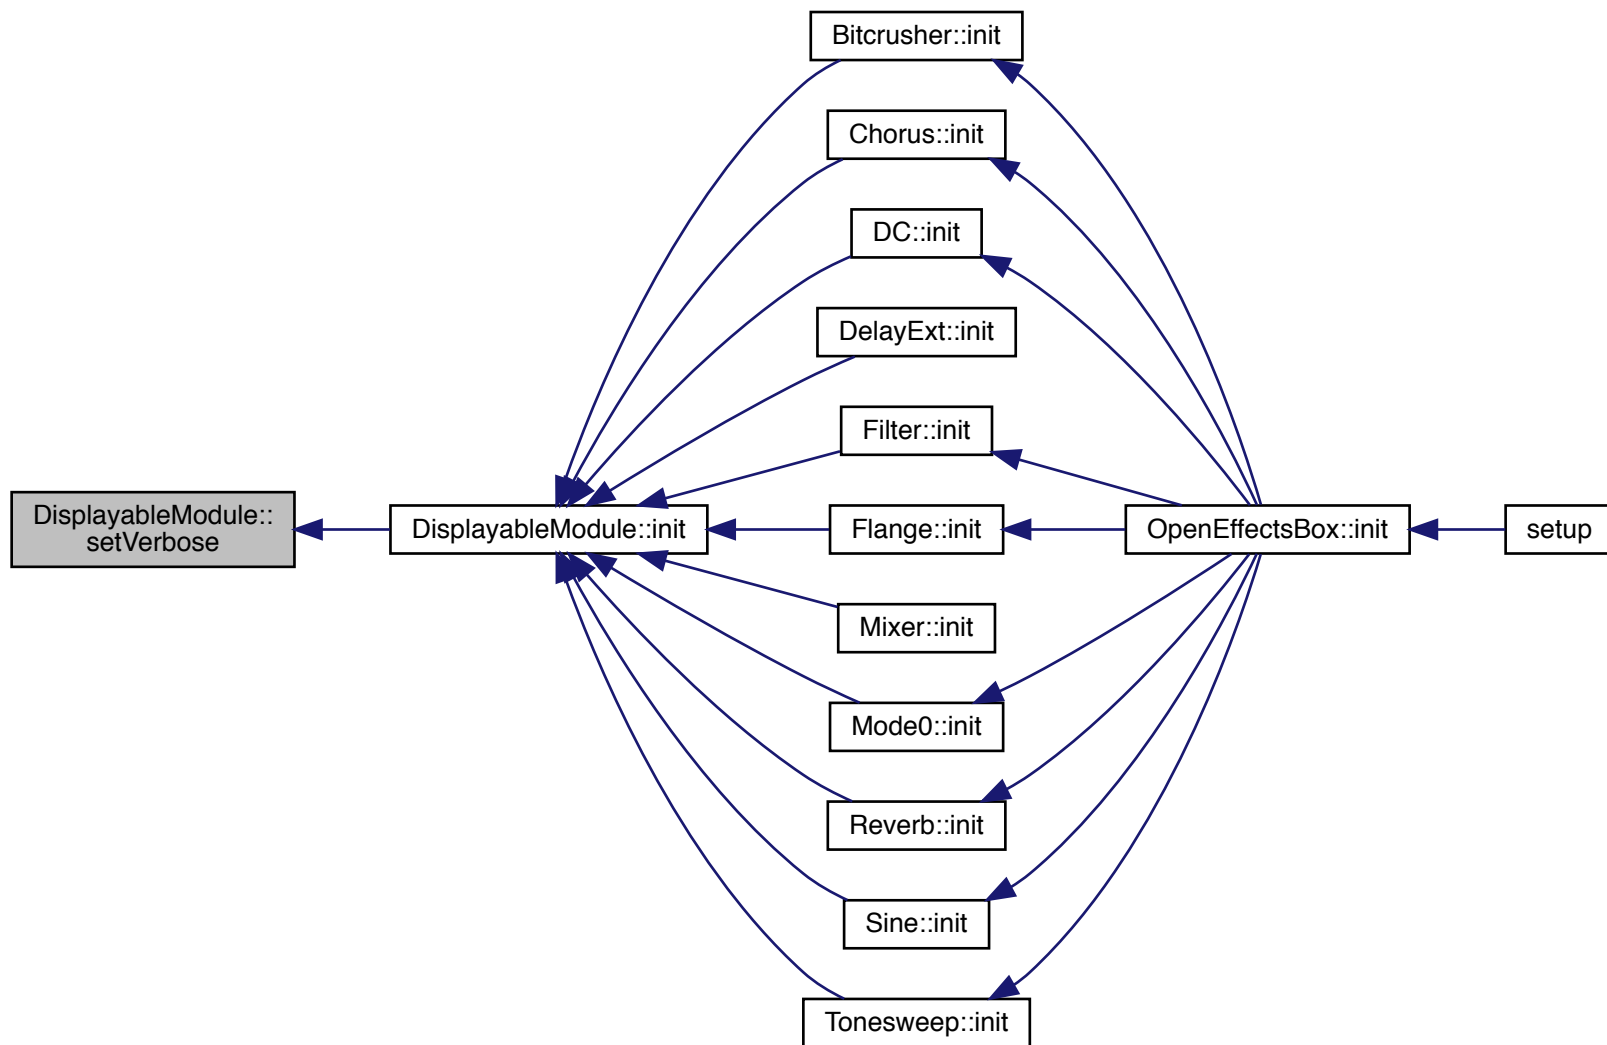 Bitcrusher::init
Chorus::init
DC::init
DelayExt::init
Filter::init
DisplayableModule::
setVerbose
DisplayableModule::init
Flange::init
OpenEffectsBox::init
setup
Mixer::init
Mode0::init
Reverb::init
Sine::init
Tonesweep::init